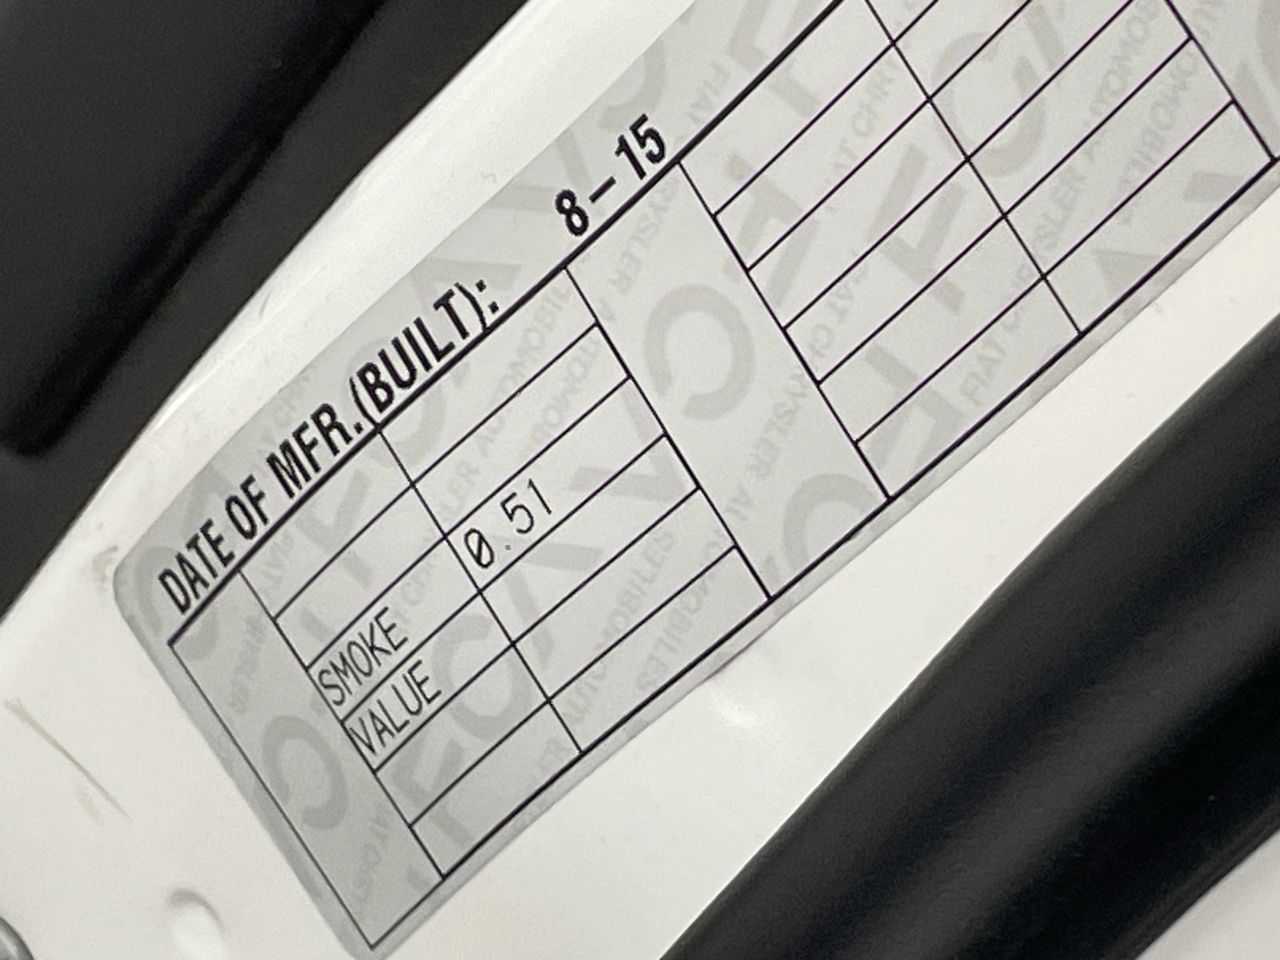 DATE OF MFR.(BUILT): 8-15
SMOKE 0.51
VALUE